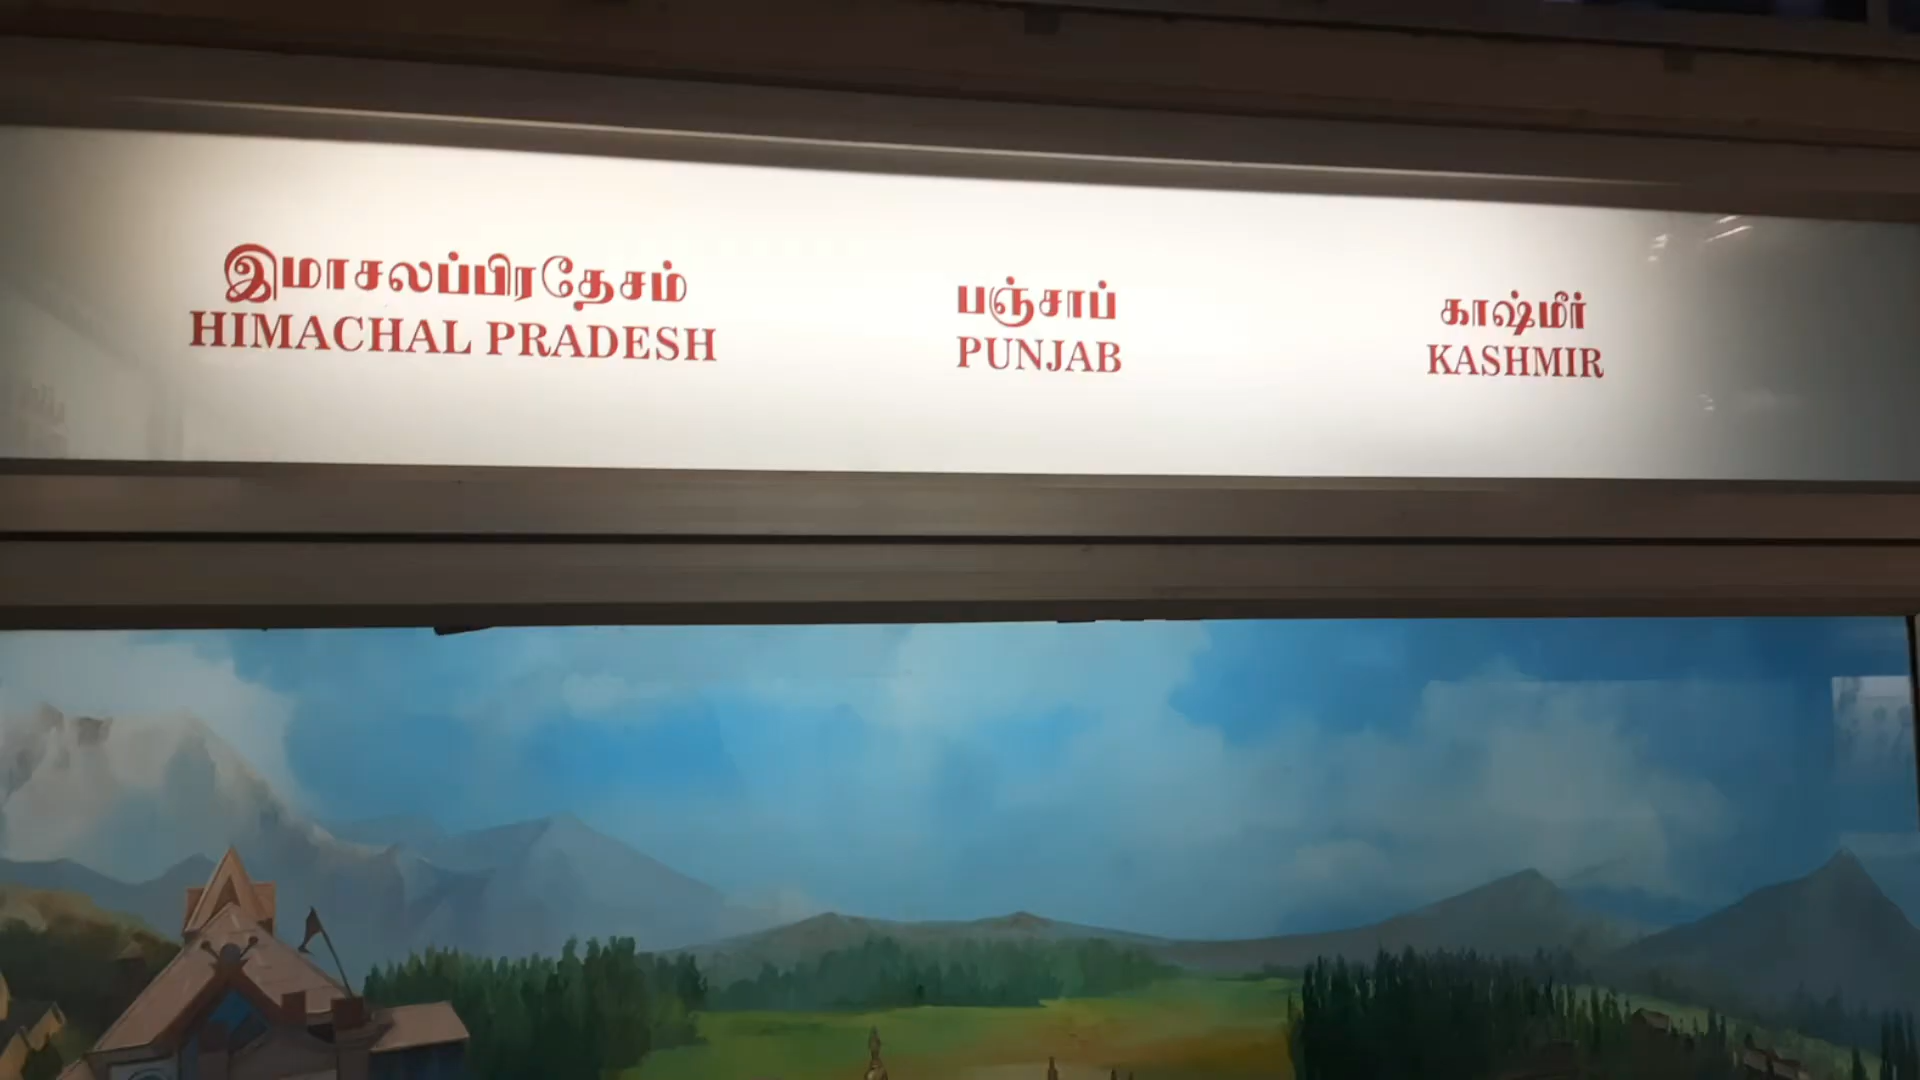 இமாசலப்பிரதேசம்
HIMACHAL PRADESH
பஞ்சாப்
PUNJAB
காஷ்மீர்
KASHMIR